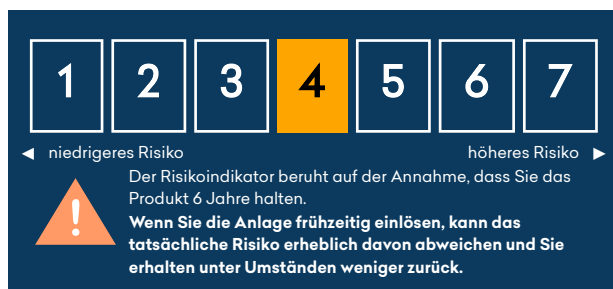 1 2 3 4 5 6 7
◄ niedrigeres Risiko höheres Risiko ►
Der Risikoindikator beruht auf der Annahme, dass Sie das
Produkt 6 Jahre halten.
!
Wenn Sie die Anlage frühzeitig einlösen, kann das
tatsächliche Risiko erheblich davon abweichen und Sie
erhalten unter Umständen weniger zurück.